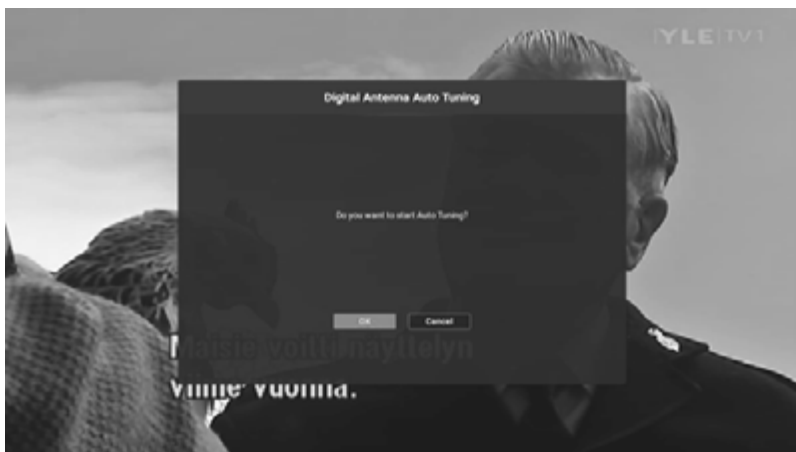 YLE TV1
Digital Antenna Auto Tuning
Do you want to start Auto Tuning?
OK
Cancel
Maisie voitti näyttelyn
viime vuonna.